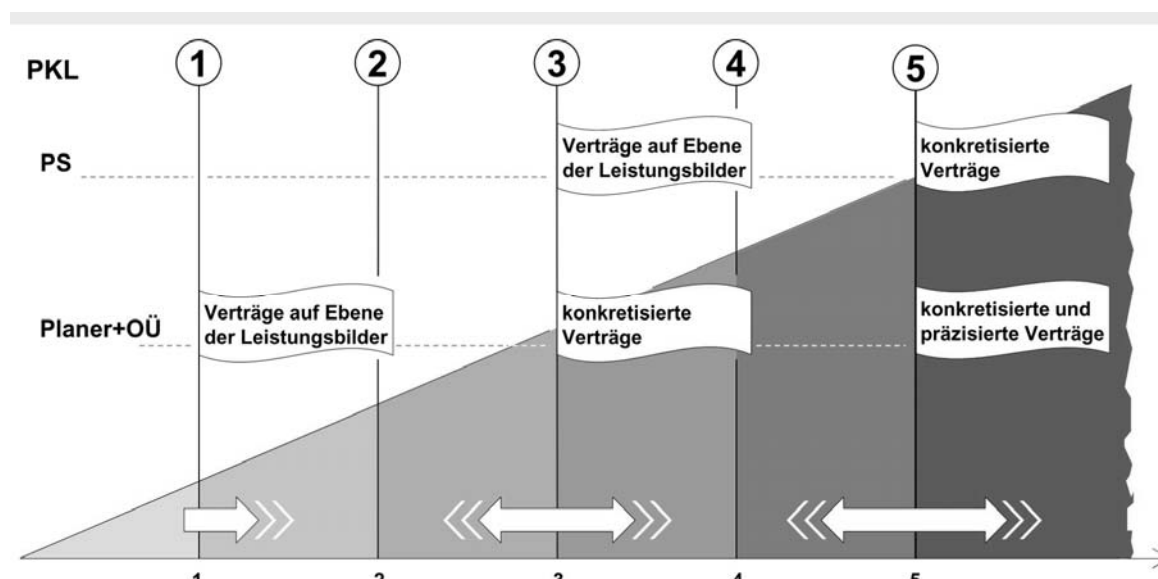 PKL
1
2
3
4
5
PS
Verträge auf Ebene
der Leistungsbilder
konkretisierte
Verträge
Planer+OÜ
Verträge auf Ebene
der Leistungsbilder
konkretisierte
Verträge
konkretisierte und
präzisierte Verträge
1
2
3
4
5